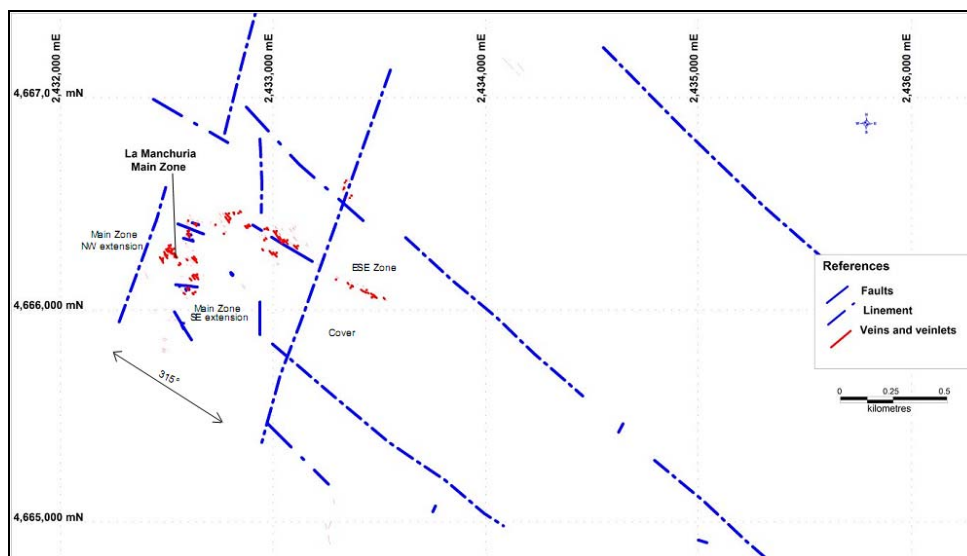 2,432,000 mE
2,433,000 mE
2,434,000 mE
2,435,000 mE
2,436,000 mE
4,667,0 mN
La Manchuria
Main Zone
Main Zone
NW extension
ESE Zone
References
Faults
Linement
Veins and veinlets
4,666,000 mN
Main Zone
SE extension
Cover
315°
0 0.25 0.5
kilometres
4,665,000 mN